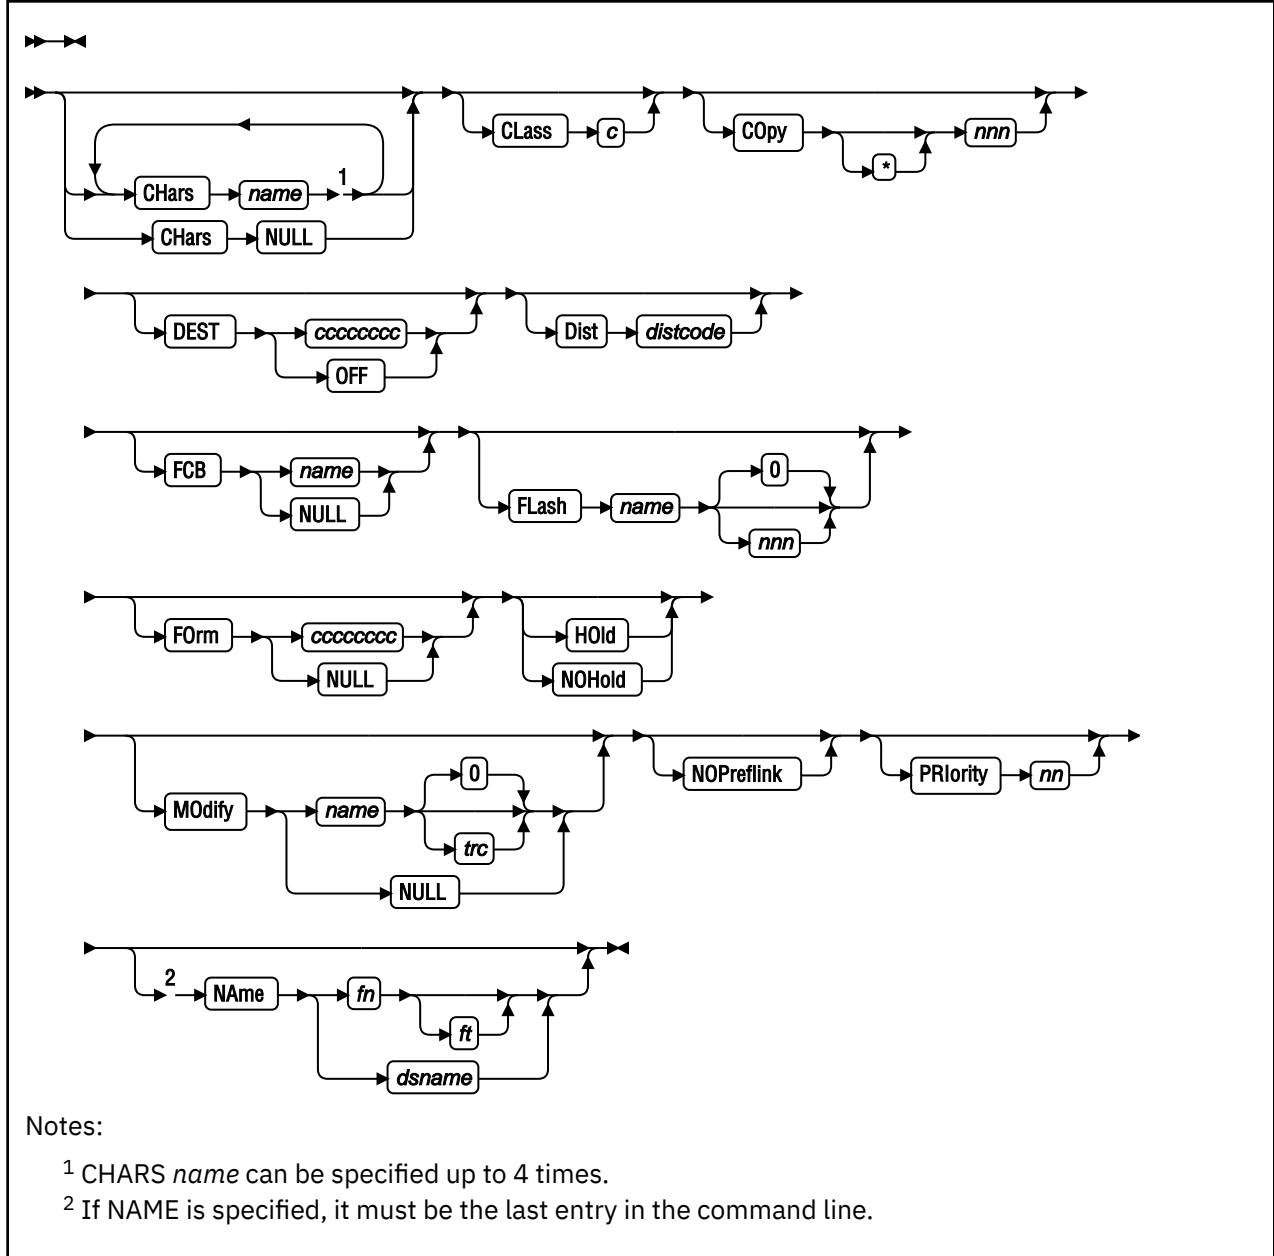 CLass c COpy nnn
*
1
CHars name
CHars NULL
DEST cccccccc Dist distcode
OFF
FCB name 0
NULL FLash name
nnn
FOrm cccccccc HOld
NULL NOHold
0 NOPreflink PRIority nn
MOdify name
trc
NULL
2
NAme fn
ft
dsname
Notes:
1 CHARS name can be specified up to 4 times.
2 If NAME is specified, it must be the last entry in the command line.